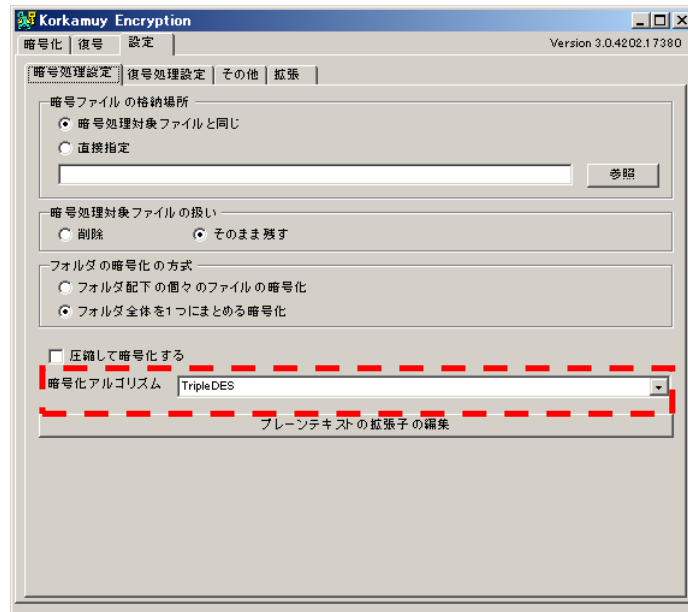 Korkamuy Encryption
暗号化 復号 設定 Version 3.0.4202.17380
暗号処理設定 復号処理設定 その他 拡張
暗号ファイルの格納場所
暗号処理対象ファイルと同じ
直接指定
参照
暗号処理対象ファイルの扱い
削除 そのまま残す
フォルダの暗号化の方式
フォルダ配下の個々のファイルの暗号化
フォルダ全体を1つにまとめる暗号化
圧縮して暗号化する
暗号化アルゴリズム TripleDES
プレーンテキストの拡張子の編集